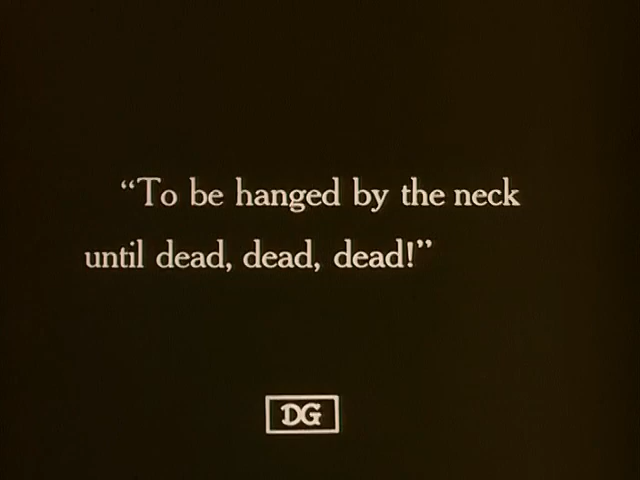 “To be hanged by the neck
until dead, dead, dead!”
DG